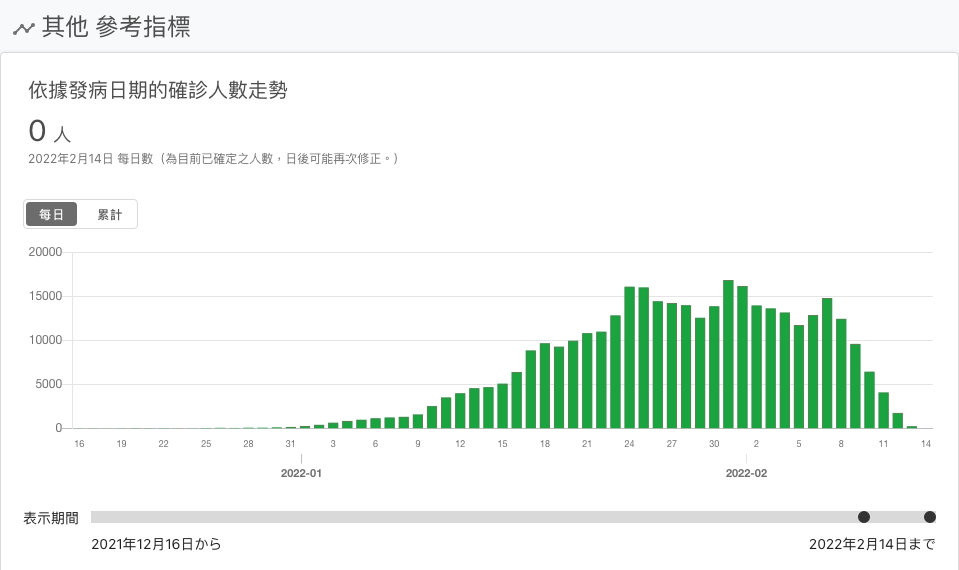 其他 參考指標
依據發病日期的確診人數走勢
0 人
2022年2月14日 每日數（為目前已確定之人數，日後可能再次修正。）
每日 累計
20000
15000
10000
5000
0
16 19 22 25 28 31 3 6 9 12 15 18 21 24 27 30 2 5 8 11 14
2022-01 2022-02
表示期間
2021年12月16日から 2022年2月14日まで